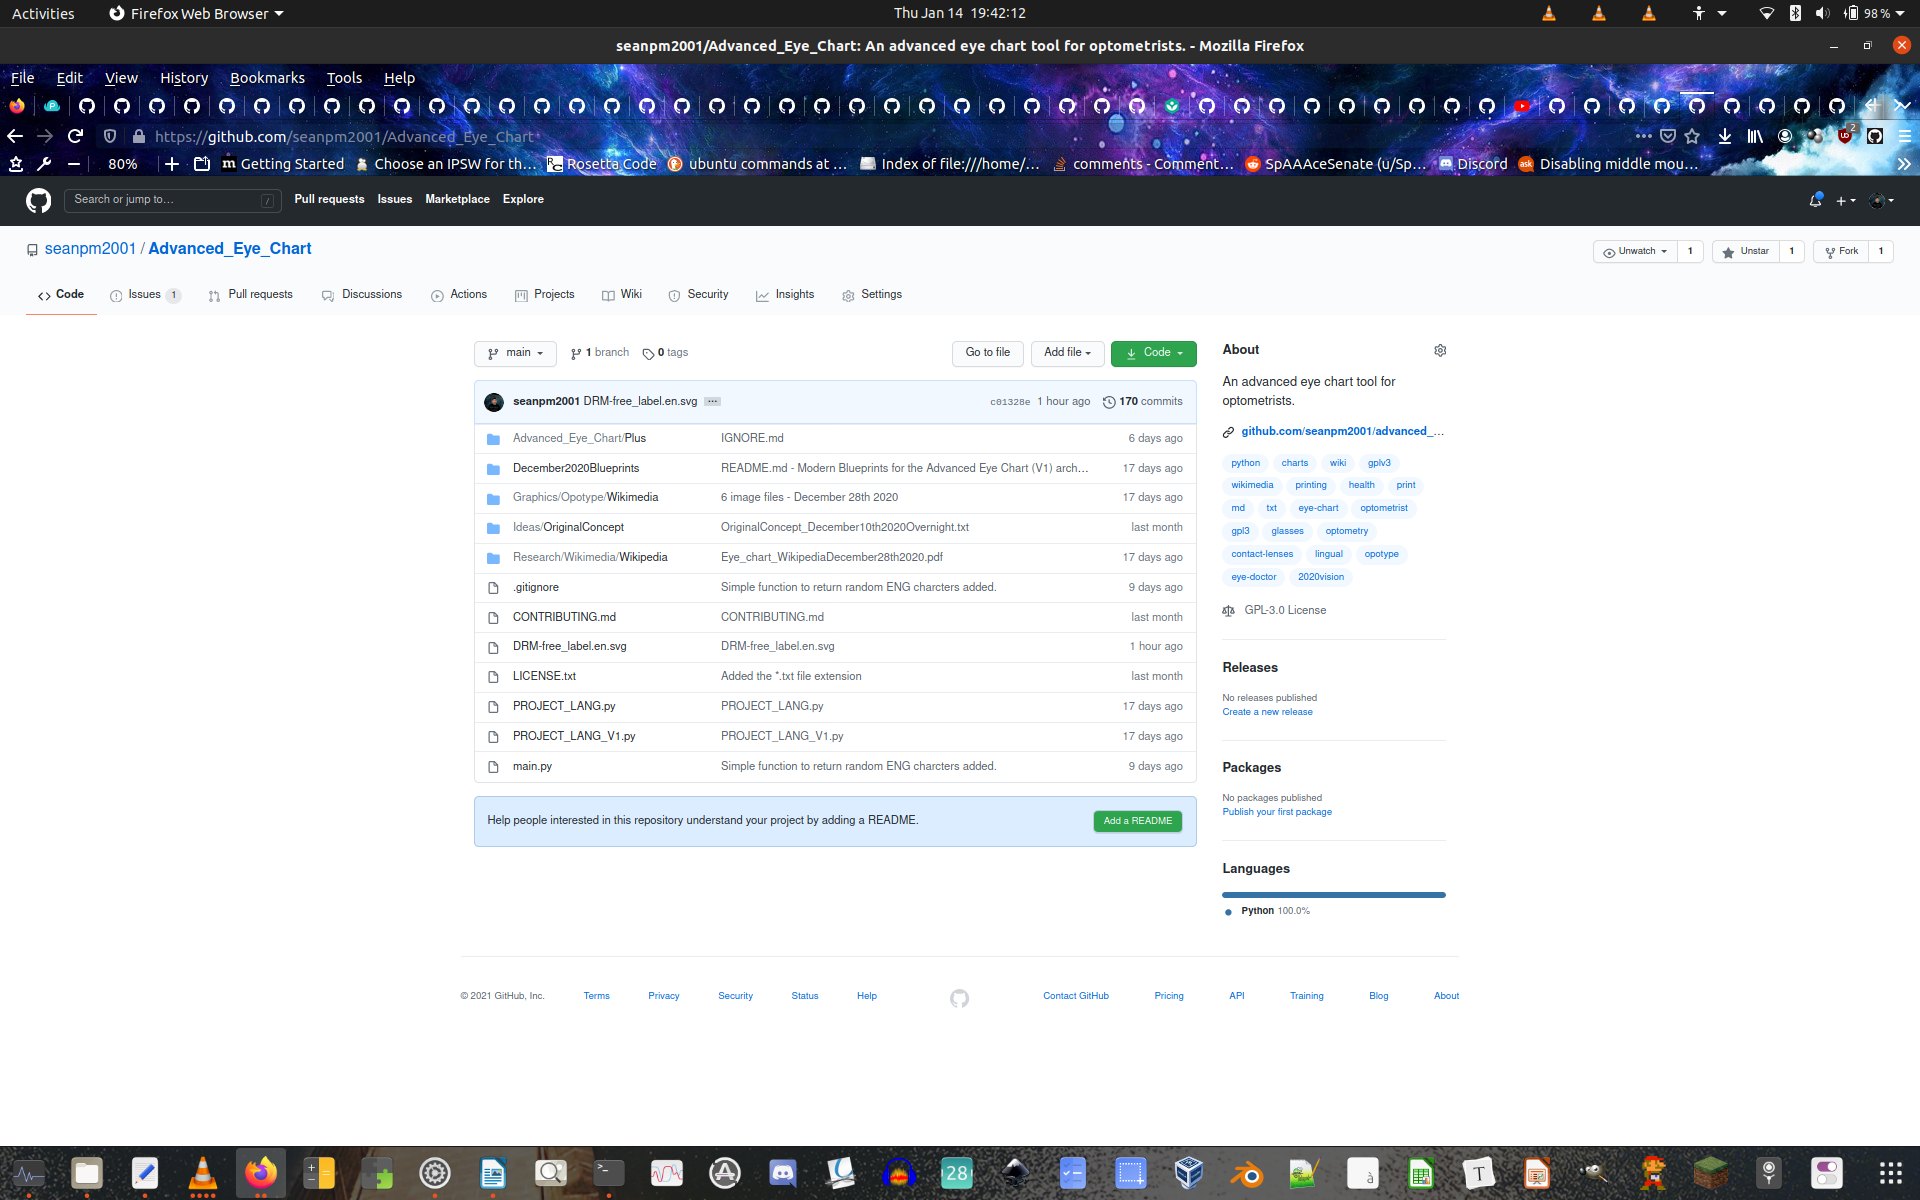 Activities Firefox Web Browser Thu Jan 14 19:42:12 98 %
seanpm2001/Advanced_Eye_Chart: An advanced eye chart tool for optometrists. - Mozilla Firefox
File Edit View History Bookmarks Tools Help
https://github.com/seanpm2001/Advanced_Eye_Chart 2
80% Getting Started Choose an IPSW for th… Rosetta Code ubuntu commands at … Index of file:///home/… comments - Comment… SpAAAceSenate (u/Sp… Discord Disabling middle mou…
Search or jump to… / Pull requests Issues Marketplace Explore
seanpm2001 / Advanced_Eye_Chart Unwatch 1 Unstar 1 Fork 1
Code Issues 1 Pull requests Discussions Actions Projects Wiki Security Insights Settings
main 1 branch 0 tags Go to file Add file Code
seanpm2001 DRM-free_label.en.svg c01328e 1 hour ago 170 commits
Advanced_Eye_Chart/Plus IGNORE.md 6 days ago
December2020Blueprints README.md - Modern Blueprints for the Advanced Eye Chart (V1) arch… 17 days ago
Graphics/Opotype/Wikimedia 6 image files - December 28th 2020 17 days ago
Ideas/OriginalConcept OriginalConcept_December10th2020Overnight.txt last month
Research/Wikimedia/Wikipedia Eye_chart_WikipediaDecember28th2020.pdf 17 days ago
.gitignore Simple function to return random ENG charcters added. 9 days ago
CONTRIBUTING.md CONTRIBUTING.md last month
DRM-free_label.en.svg DRM-free_label.en.svg 1 hour ago
LICENSE.txt Added the *.txt file extension last month
PROJECT_LANG.py PROJECT_LANG.py 17 days ago
PROJECT_LANG_V1.py PROJECT_LANG_V1.py 17 days ago
main.py Simple function to return random ENG charcters added. 9 days ago
Help people interested in this repository understand your project by adding a README. Add a README
About
An advanced eye chart tool for
optometrists.
github.com/seanpm2001/advanced_…
python charts wiki gplv3
wikimedia printing health print
md txt eye-chart optometrist
gpl3 glasses optometry
contact-lenses lingual opotype
eye-doctor 2020vision
GPL-3.0 License
Releases
No releases published
Create a new release
Packages
No packages published
Publish your first package
Languages
Python 100.0%
© 2021 GitHub, Inc. Terms Privacy Security Status Help Contact GitHub Pricing API Training Blog About
28